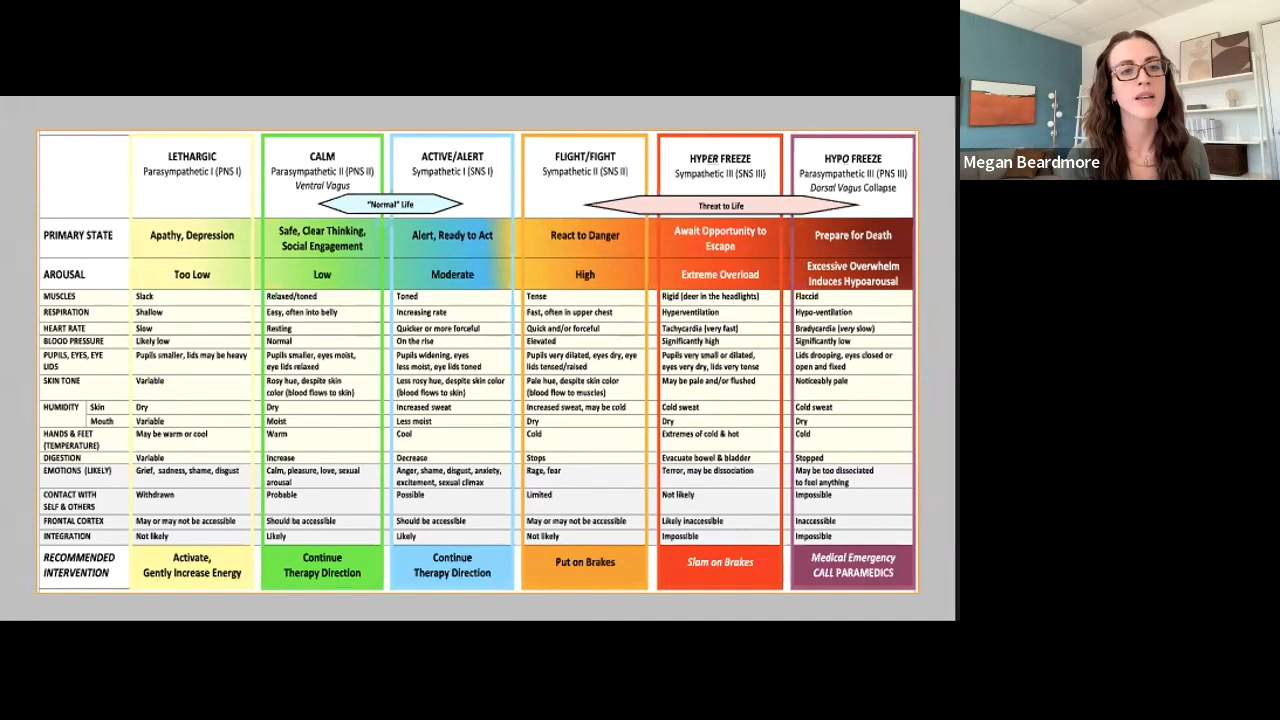 Megan Beardmore
LETHARGIC
Parasympathetic I (PNS I)
CALM
Parasympathetic II (PNS II)
Ventral Vagus
ACTIVE/ALERT
Sympathetic I (SNS I)
FLIGHT/FIGHT
Sympathetic II (SNS II)
HYPER FREEZE
Sympathetic III (SNS III)
HYPO FREEZE
Parasympathetic III (PNS III)
Dorsal Vagus Collapse
"Normal" Life
Threat to Life
PRIMARY STATE
Apathy, Depression
Safe, Clear Thinking,
Social Engagement
Alert, Ready to Act
React to Danger
Await Opportunity to
Escape
Prepare for Death
AROUSAL
Too Low
Low
Moderate
High
Extreme Overload
Excessive Overwhelm
Induces Hypoarousal
MUSCLES
Slack
Relaxed/toned
Toned
Tense
Rigid (deer in the headlights)
Flaccid
RESPIRATION
Shallow
Easy, often into belly
Increasing rate
Fast, often in upper chest
Hyperventilation
Hypo-ventilation
HEART RATE
Slow
Resting
Quicker or more forceful
Quick and/or forceful
Tachycardia (very fast)
Bradycardia (very slow)
BLOOD PRESSURE
Likely low
Normal
On the rise
Elevated
Significantly high
Significantly low
PUPILS, EYES, EYE
LIDS
Pupils smaller, lids may be heavy
Pupils smaller, eyes moist,
eye lids relaxed
Pupils widening, eyes
less moist, eye lids toned
Pupils very dilated, eyes dry, eye
lids tensed/raised
Pupils very small or dilated,
eyes very dry, lids very tense
Lids drooping, eyes closed or
open and fixed
SKIN TONE
Variable
Rosy hue, despite skin
color (blood flows to skin)
Less rosy hue, despite skin color
(blood flows to skin)
Pale hue, despite skin color
(blood flow to muscles)
May be pale and/or flushed
Noticeably pale
HUMIDITY Skin
Dry
Dry
Increased sweat
Increased sweat, may be cold
Cold sweat
Cold sweat
Mouth
Variable
Moist
Less moist
Dry
Dry
Dry
HANDS & FEET
(TEMPERATURE)
May be warm or cool
Warm
Cool
Cold
Extremes of cold & hot
Cold
DIGESTION
Variable
Increase
Decrease
Stops
Evacuate bowel & bladder
Stopped
EMOTIONS (LIKELY)
Grief, sadness, shame, disgust
Calm, pleasure, love, sexual
arousal
Anger, shame, disgust, anxiety,
excitement, sexual climax
Rage, fear
Terror, may be dissociation
May be too dissociated
to feel anything
CONTACT WITH
SELF & OTHERS
Withdrawn
Probable
Possible
Limited
Not likely
Impossible
FRONTAL CORTEX
May or may not be accessible
Should be accessible
Should be accessible
May or may not be accessible
Likely inaccessible
Inaccessible
INTEGRATION
Not likely
Likely
Likely
Not likely
Impossible
Impossible
RECOMMENDED
INTERVENTION
Activate,
Gently Increase Energy
Continue
Therapy Direction
Continue
Therapy Direction
Put on Brakes
Slam on Brakes
Medical Emergency
CALL PARAMEDICS